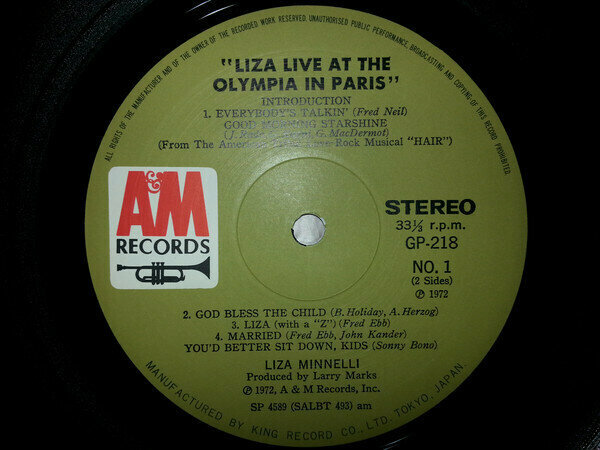 ALL RIGHTS OF THE MANUFACTURER AND OF THE OWNER OF THE RECORDED WORK RESERVED. UNAUTHORISED PUBLIC PERFORMANCE, BROADCASTING AND COPYING OF THIS RECORD PROHIBITED.
"LIZA LIVE AT THE
OLYMPIA IN PARIS"
INTRODUCTION
1. EVERYBODY'S TALKIN' (Fred Neil)
GOOD MORNING STARSHINE
(J. G. MacDermot)
(From The American Rock Musical "HAIR")
A&M
RECORDS
STEREO
33⅓ r.p.m.
GP-218
NO. 1
(2 Sides)
℗ 1972
2. GOD BLESS THE CHILD (B. Holiday, A. Herzog)
3. LIZA (with a "Z") (Fred Ebb)
4. MARRIED (Fred Ebb, John Kander)
YOU'D BETTER SIT DOWN, KIDS (Sonny Bono)
LIZA MINNELLI
Produced by Larry Marks
℗ 1972, A & M Records, Inc.
SP 4589 (SALBT 493) am
MANUFACTURED BY KING RECORD CO. LTD. TOKYO, JAPAN.